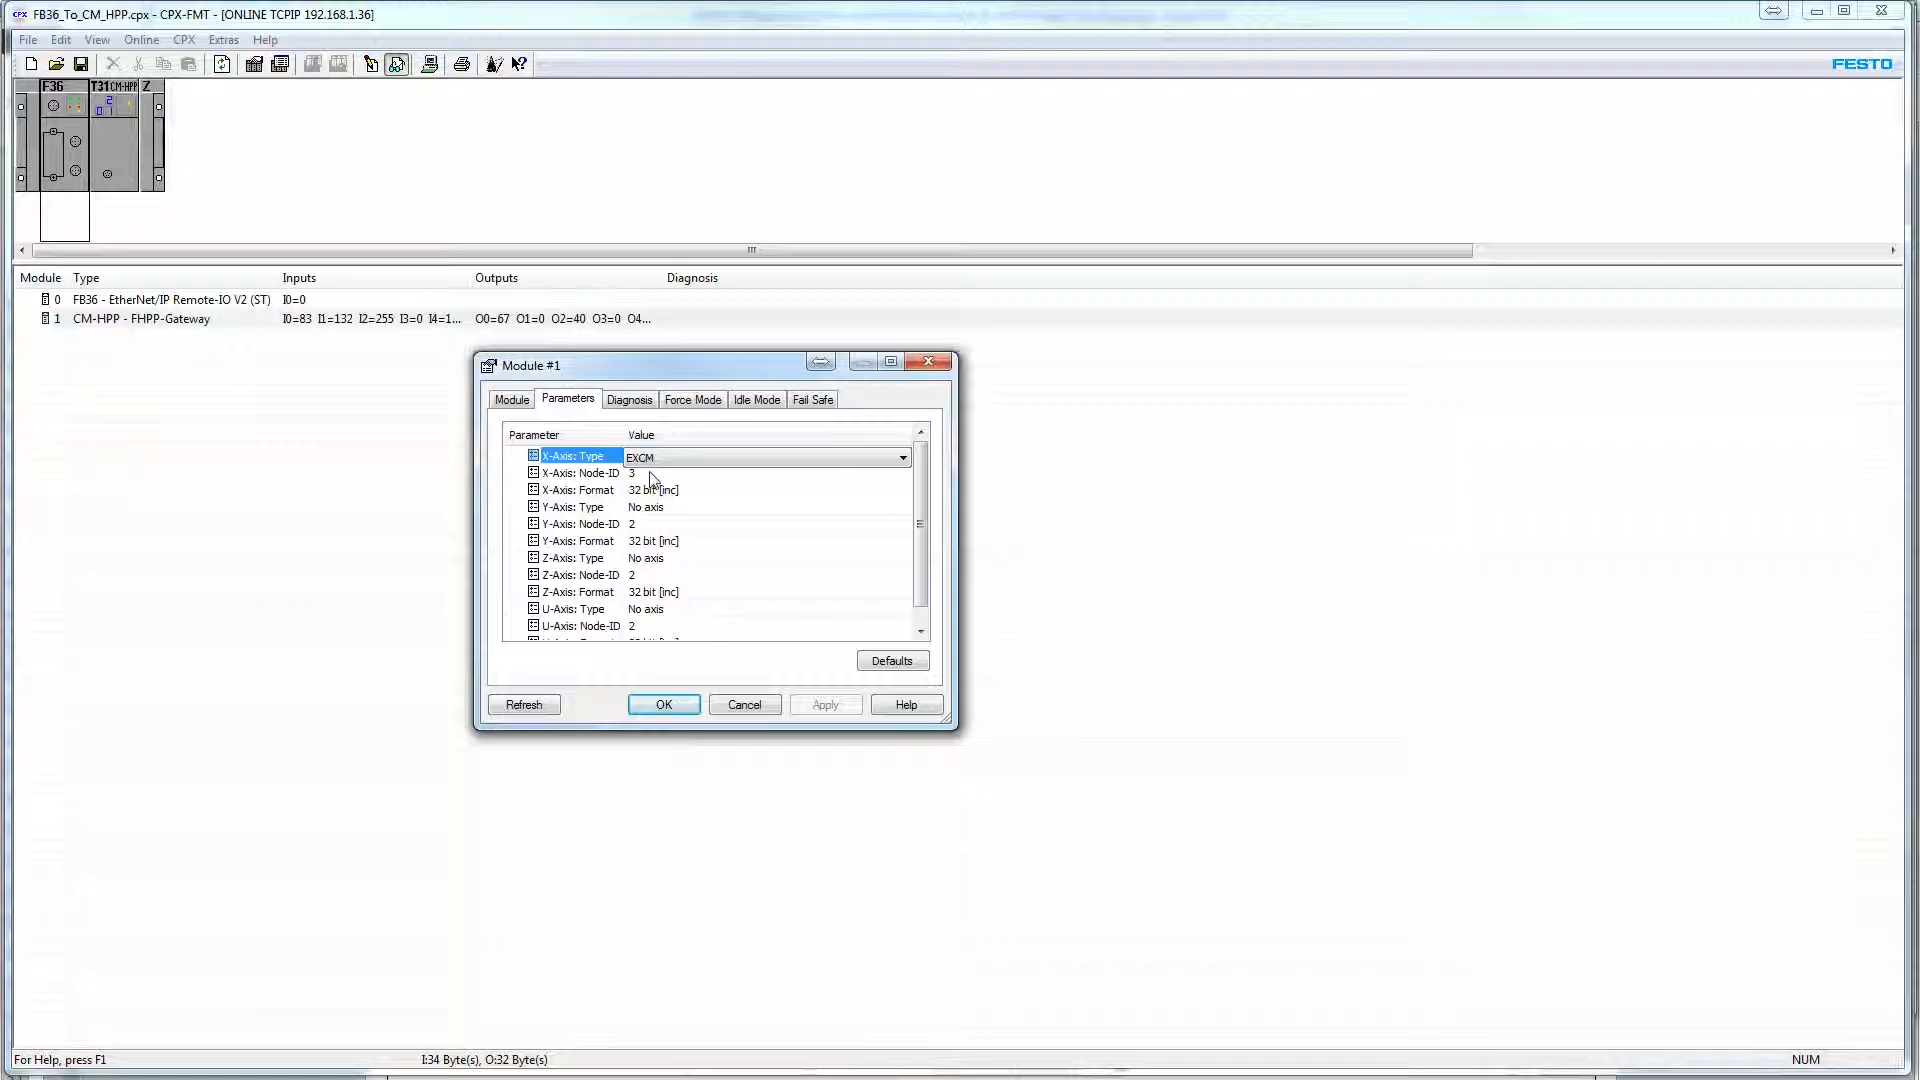 FB36_To_CM_HPP.cpx - CPX-FMT - [ONLINE TCPIP 192.168.1.36]
File Edit View Online CPX Extras Help
FESTO
F36 T31CM-HPP Z
Module Type Inputs Outputs Diagnosis
0 FB36 - EtherNet/IP Remote-IO V2 (ST) I0=0
1 CM-HPP - FHPP-Gateway I0=83 I1=132 I2=255 I3=0 I4=1... O0=67 O1=0 O2=40 O3=0 O4...
Module #1
Module Parameters Diagnosis Force Mode Idle Mode Fail Safe
Parameter Value
X-Axis: Type EXCM
X-Axis: Node-ID 3
X-Axis: Format 32 bit [inc]
Y-Axis: Type No axis
Y-Axis: Node-ID 2
Y-Axis: Format 32 bit [inc]
Z-Axis: Type No axis
Z-Axis: Node-ID 2
Z-Axis: Format 32 bit [inc]
U-Axis: Type No axis
U-Axis: Node-ID 2
Defaults
Refresh OK Cancel Apply Help
For Help, press F1 I:34 Byte(s), O:32 Byte(s) NUM